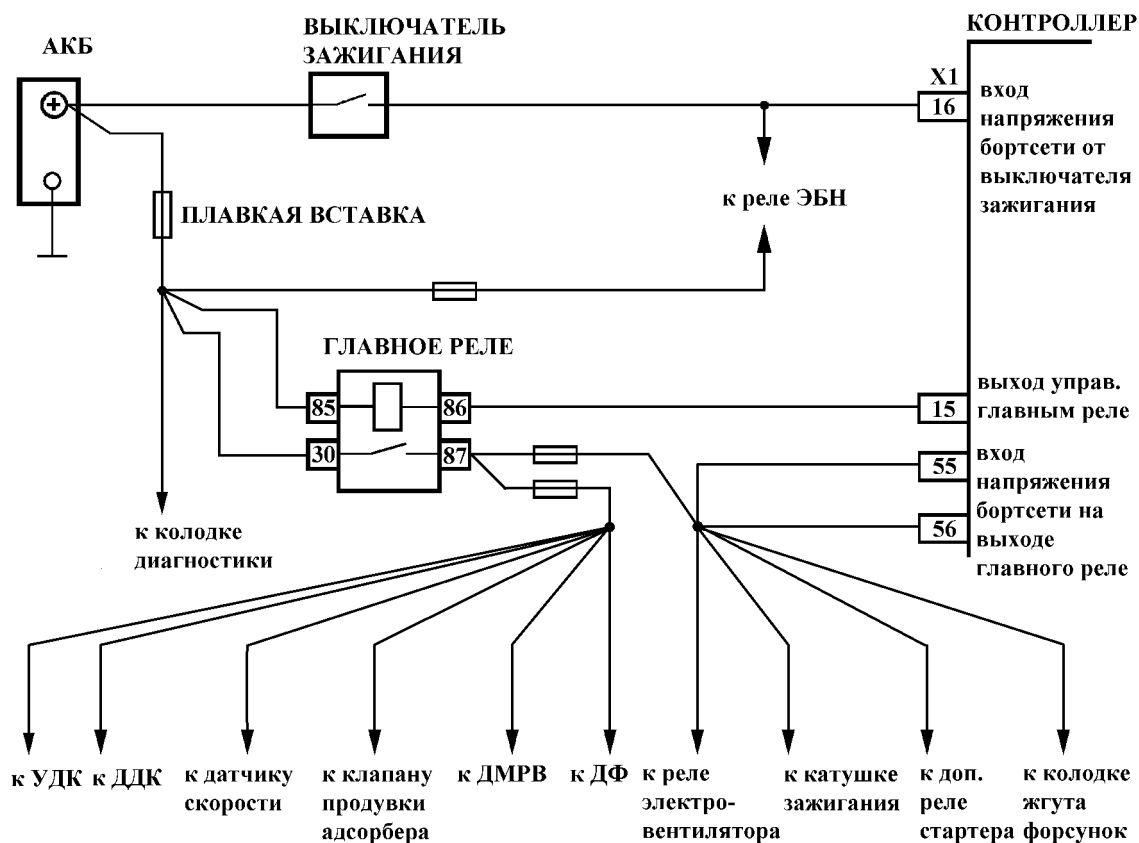 АКБ
ВЫКЛЮЧАТЕЛЬ
ЗАЖИГАНИЯ
КОНТРОЛЛЕР
X1
16
вход
напряжения
бортсети от
выключателя
зажигания
ПЛАВКАЯ ВСТАВКА
к реле ЭБН
ГЛАВНОЕ РЕЛЕ
85
86
30
87
15
выход управ.
главным реле
55
56
вход
напряжения
бортсети на
выходе
главного реле
к колодке
диагностики
к УДК
к ДДК
к датчику
скорости
к клапану
продувки
адсорбера
к ДМРВ
к ДФ
к реле
электро-
вентилятора
к катушке
зажигания
к доп.
реле
стартера
к колодке
жгута
форсунок